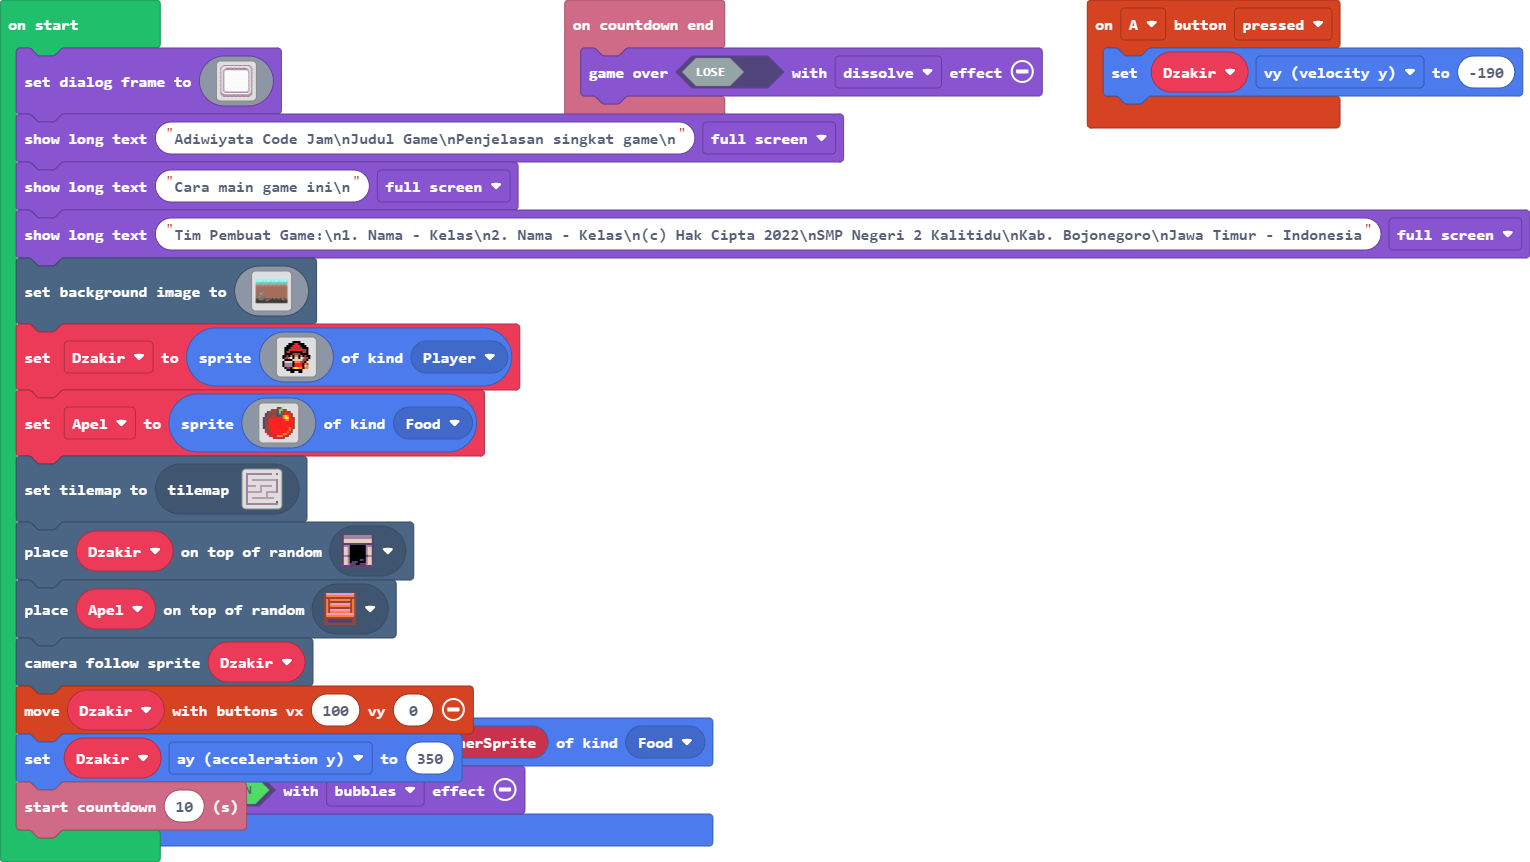 on start
set dialog frame to
show long text "Adiwiyata Code Jam\nJudul Game\nPenjelasan singkat game\n" full screen
show long text "Cara main game ini\n" full screen
show long text "Tim Pembuat Game:\n1. Nama - Kelas\n2. Nama - Kelas\n(c) Hak Cipta 2022\nSMP Negeri 2 Kalitidu\nKab. Bojonegoro\nJawa Timur - Indonesia" full screen
set background image to
set Dzakir to sprite of kind Player
set Apel to sprite of kind Food
set tilemap to tilemap
place Dzakir on top of random
place Apel on top of random
camera follow sprite Dzakir
move Dzakir with buttons vx 100 vy 0
set Dzakir ay (acceleration y) to 350
start countdown 10 (s)
of kind Food
with bubbles effect
on countdown end
game over LOSE with dissolve effect
on A button pressed
set Dzakir vy (velocity y) to -190